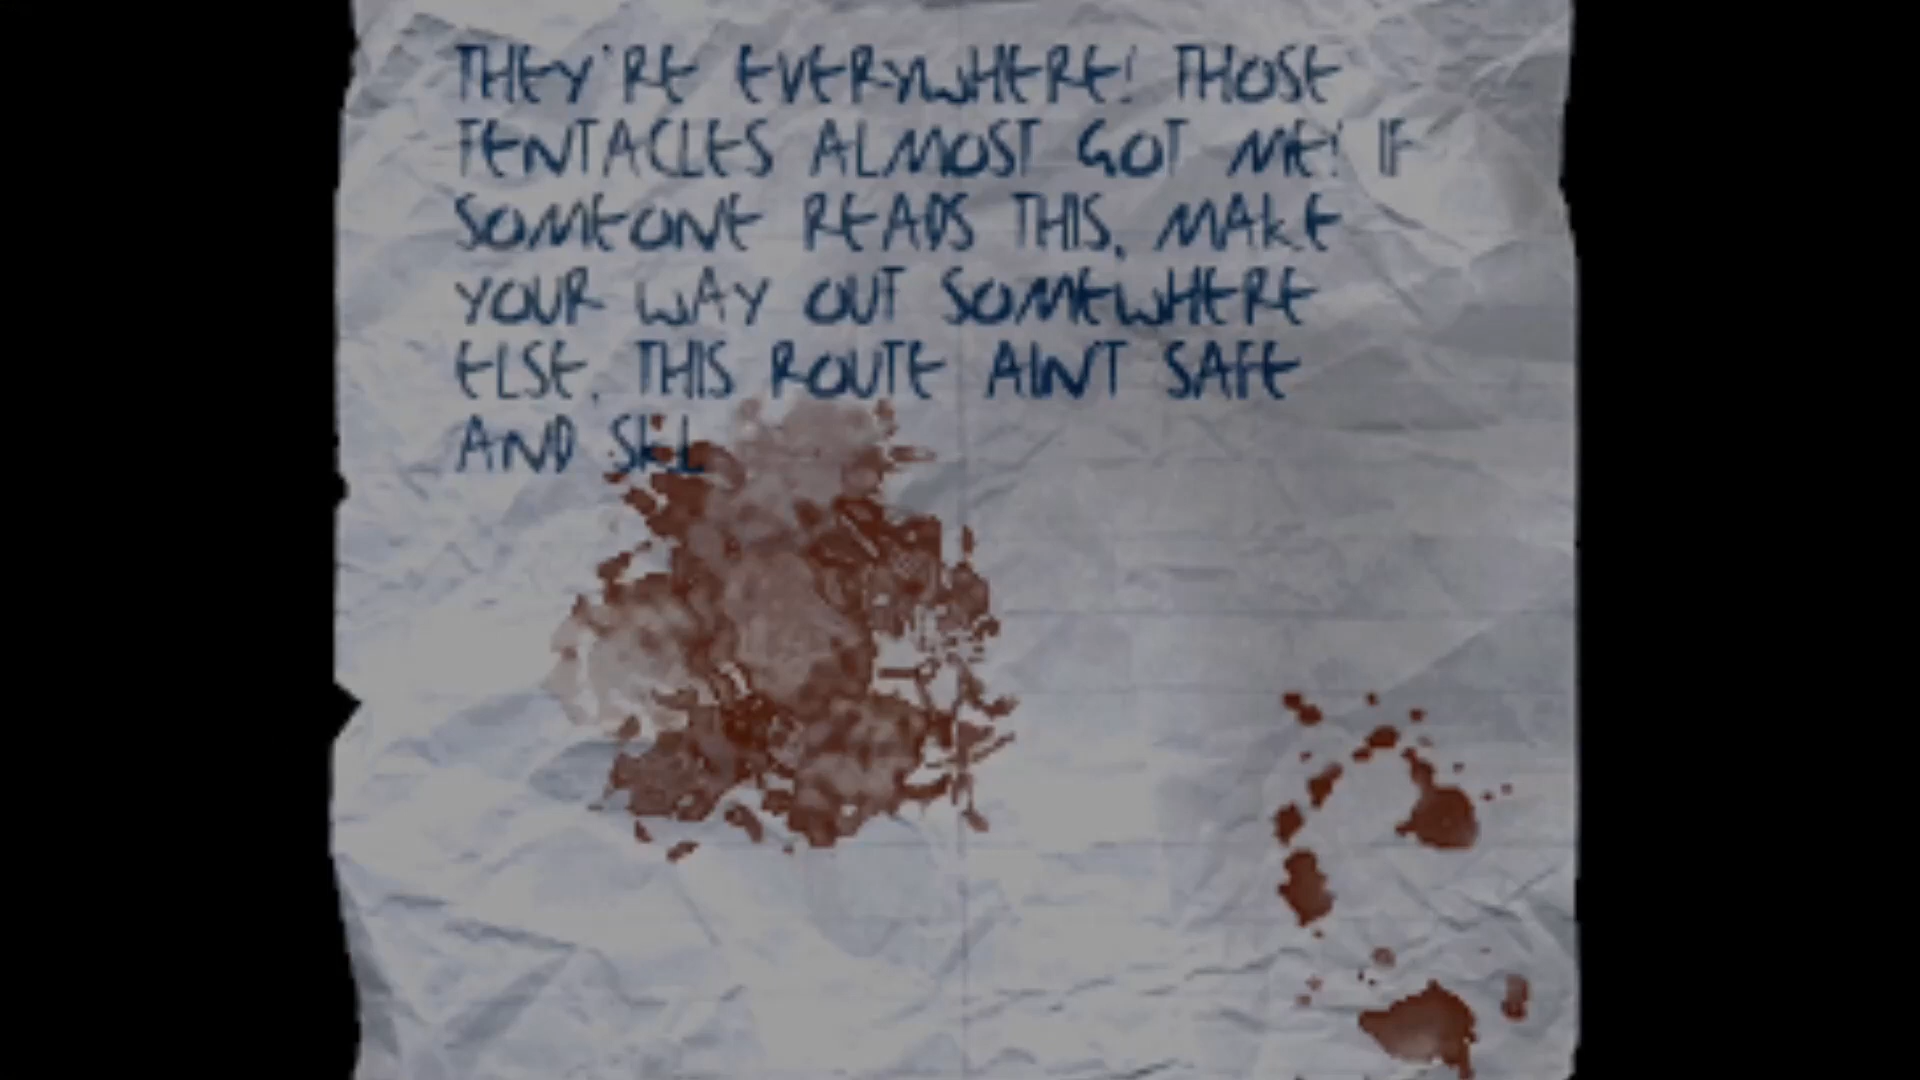 THEY'RE EVERYWHERE! THOSE
TENTACLES ALMOST GOT ME! IF
SOMEONE READS THIS, MAKE
YOUR WAY OUT SOMEWHERE
ELSE. THIS ROUTE AINT SAFE
AND